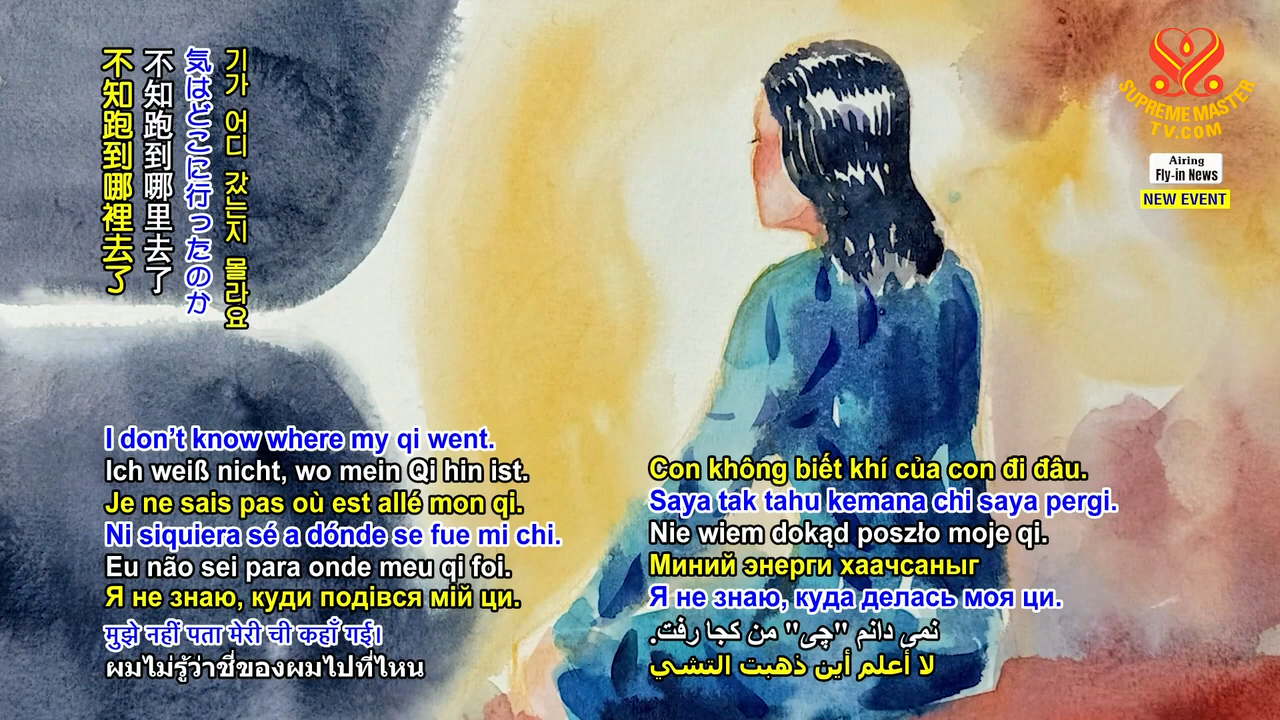 不知跑到哪裡去了
不知跑到哪里去了
気はどこに行ったのか
기가 어디 갔는지 몰라요
SUPREME MASTER
TV.COM
Airing
Fly-in News
NEW EVENT
I don't know where my qi went.
Ich weiß nicht, wo mein Qi hin ist.
Je ne sais pas où est allé mon qi.
Ni siquiera sé a dónde se fue mi chi.
Eu não sei para onde meu qi foi.
Я не знаю, куди подівся мій ци.
मुझे नहीं पता मेरी ची कहाँ गई।
ผมไม่รู้ว่าชี่ของผมไปที่ไหน
Con không biết khí của con đi đâu.
Saya tak tahu kemana chi saya pergi.
Nie wiem dokąd poszło moje qi.
Миний энерги хаачсаныг
Я не знаю, куда делась моя ци.
نمی دانم "چی" من کجا رفت.
لا أعلم أين ذهبت التشي